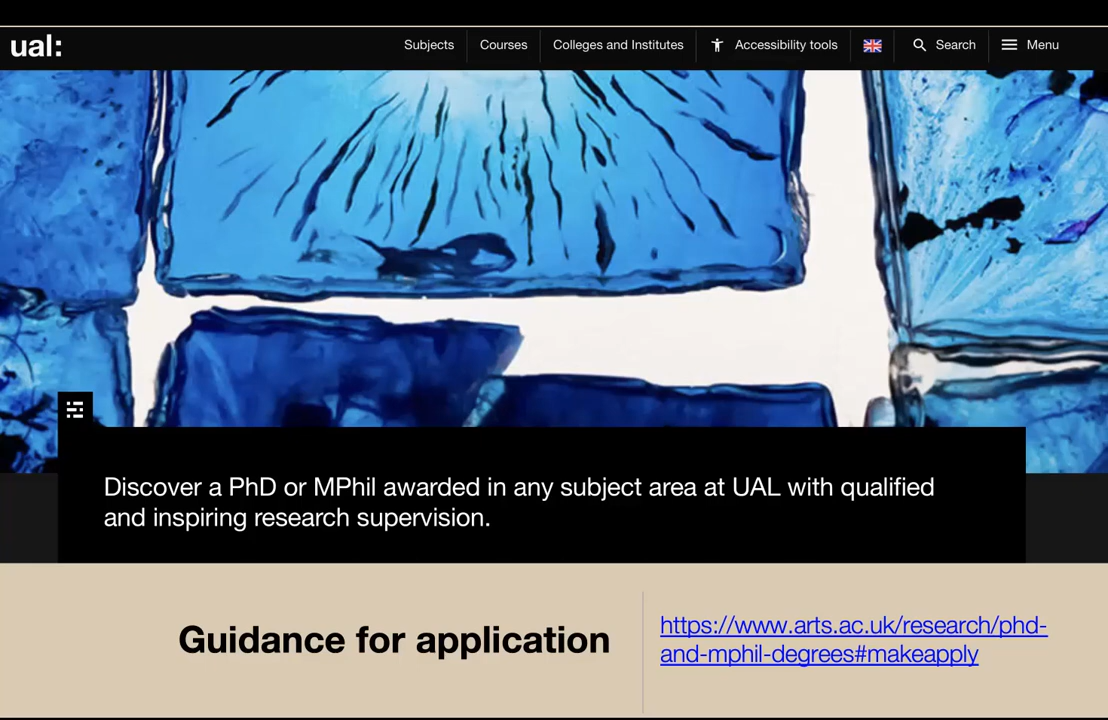 ual:
Subjects
Courses
Colleges and Institutes
Accessibility tools
Search
Menu
Discover a PhD or MPhil awarded in any subject area at UAL with qualified
and inspiring research supervision.
Guidance for application
https://www.arts.ac.uk/research/phd-
and-mphil-degrees#makeapply